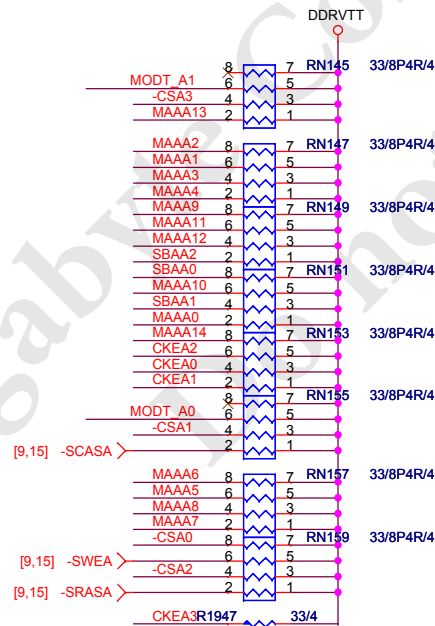 DDRVTT
8 7 RN145 33/8P4R/4
MODT_A1 6 5
-CSA3 4 3
MAAA13 2 1
MAAA2 8 7 RN147 33/8P4R/4
MAAA1 6 5
MAAA3 4 3
MAAA4 2 1
MAAA9 8 7 RN149 33/8P4R/4
MAAA11 6 5
MAAA12 4 3
SBAA2 2 1
SBAA0 8 7 RN151 33/8P4R/4
MAAA10 6 5
SBAA1 4 3
MAAA0 2 1
MAAA14 8 7 RN153 33/8P4R/4
CKEA2 6 5
CKEA0 4 3
CKEA1 2 1
8 7 RN155 33/8P4R/4
MODT_A0 6 5
-CSA1 4 3
[9,15] -SCASA 2 1
MAAA6 8 7 RN157 33/8P4R/4
MAAA5 6 5
MAAA8 4 3
MAAA7 2 1
-CSA0 8 7 RN159 33/8P4R/4
[9,15] -SWEA 6 5
-CSA2 4 3
[9,15] -SRASA 2 1
CKEA3 R1947 33/4
gabyte Co
Do no